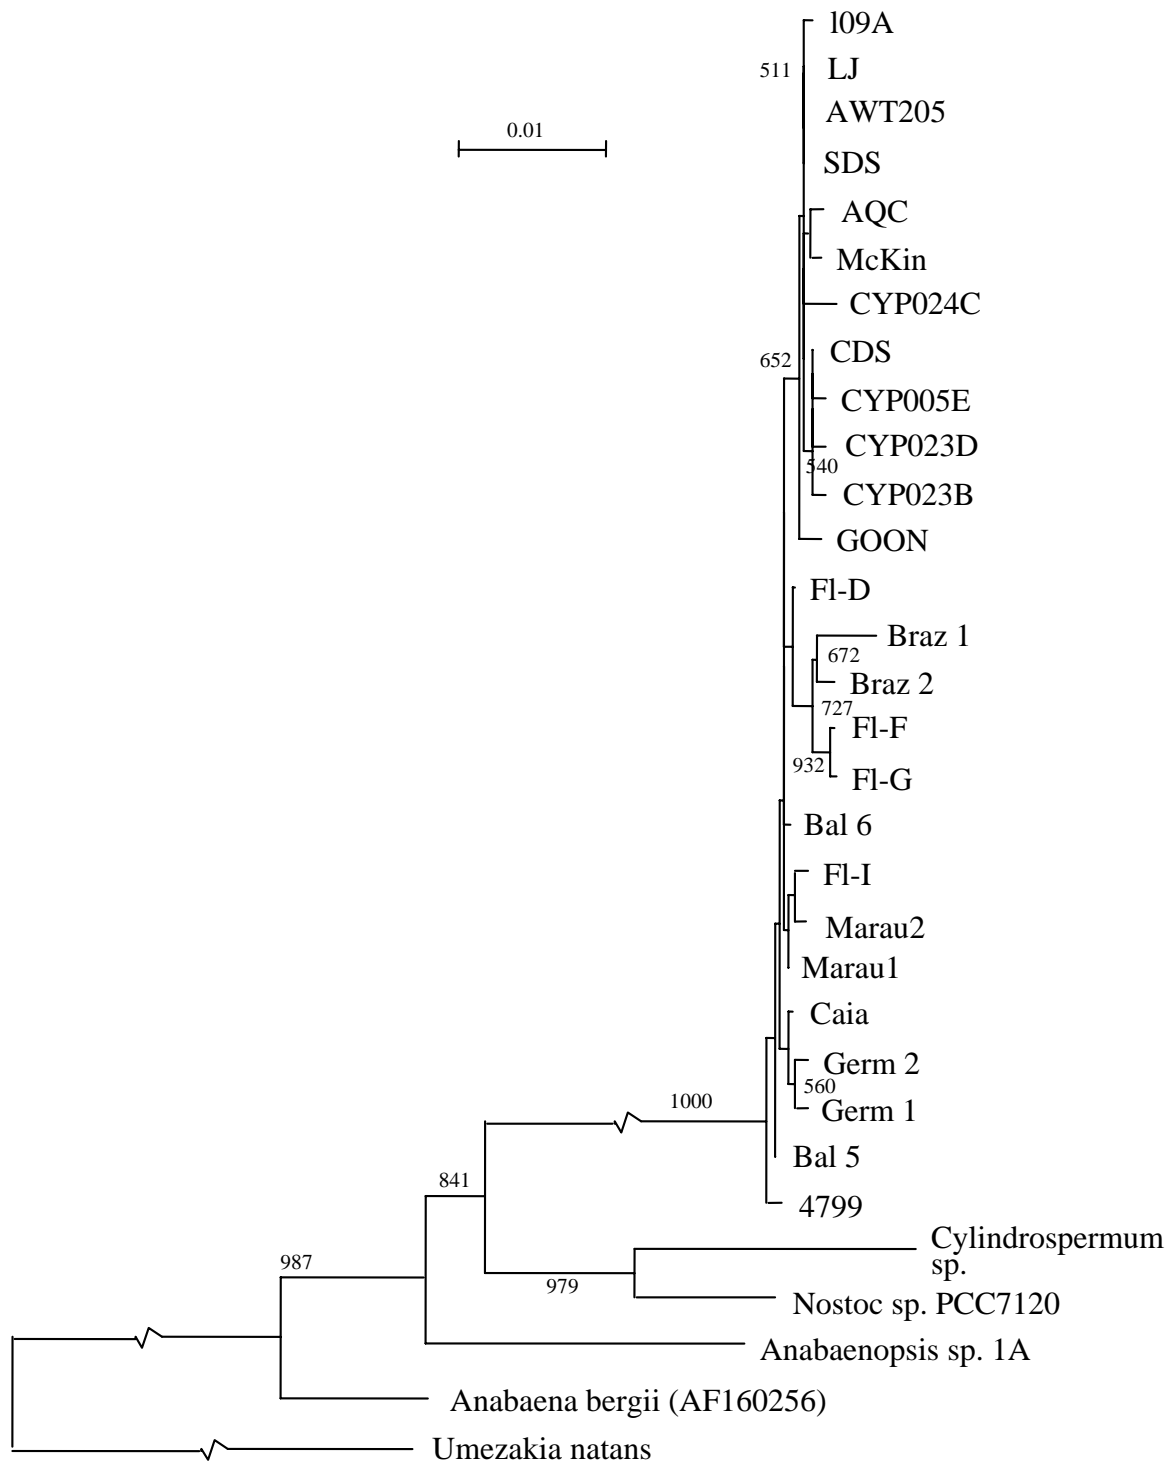 l09A
511
LJ
AWT205
0.01
SDS
AQC
McKin
CYP024C
CDS
652
CYP005E
CYP023D
540
CYP023B
GOON
Fl-D
Braz 1
672
Braz 2
727
Fl-F
932
Fl-G
Bal 6
Fl-I
Marau2
Marau1
Caia
Germ 2
560
1000
Germ 1
Bal 5
841
4799
Cylindrospermum
sp.
987
979
Nostoc sp. PCC7120
Anabaenopsis sp. 1A
Anabaena bergii (AF160256)
Umezakia natans